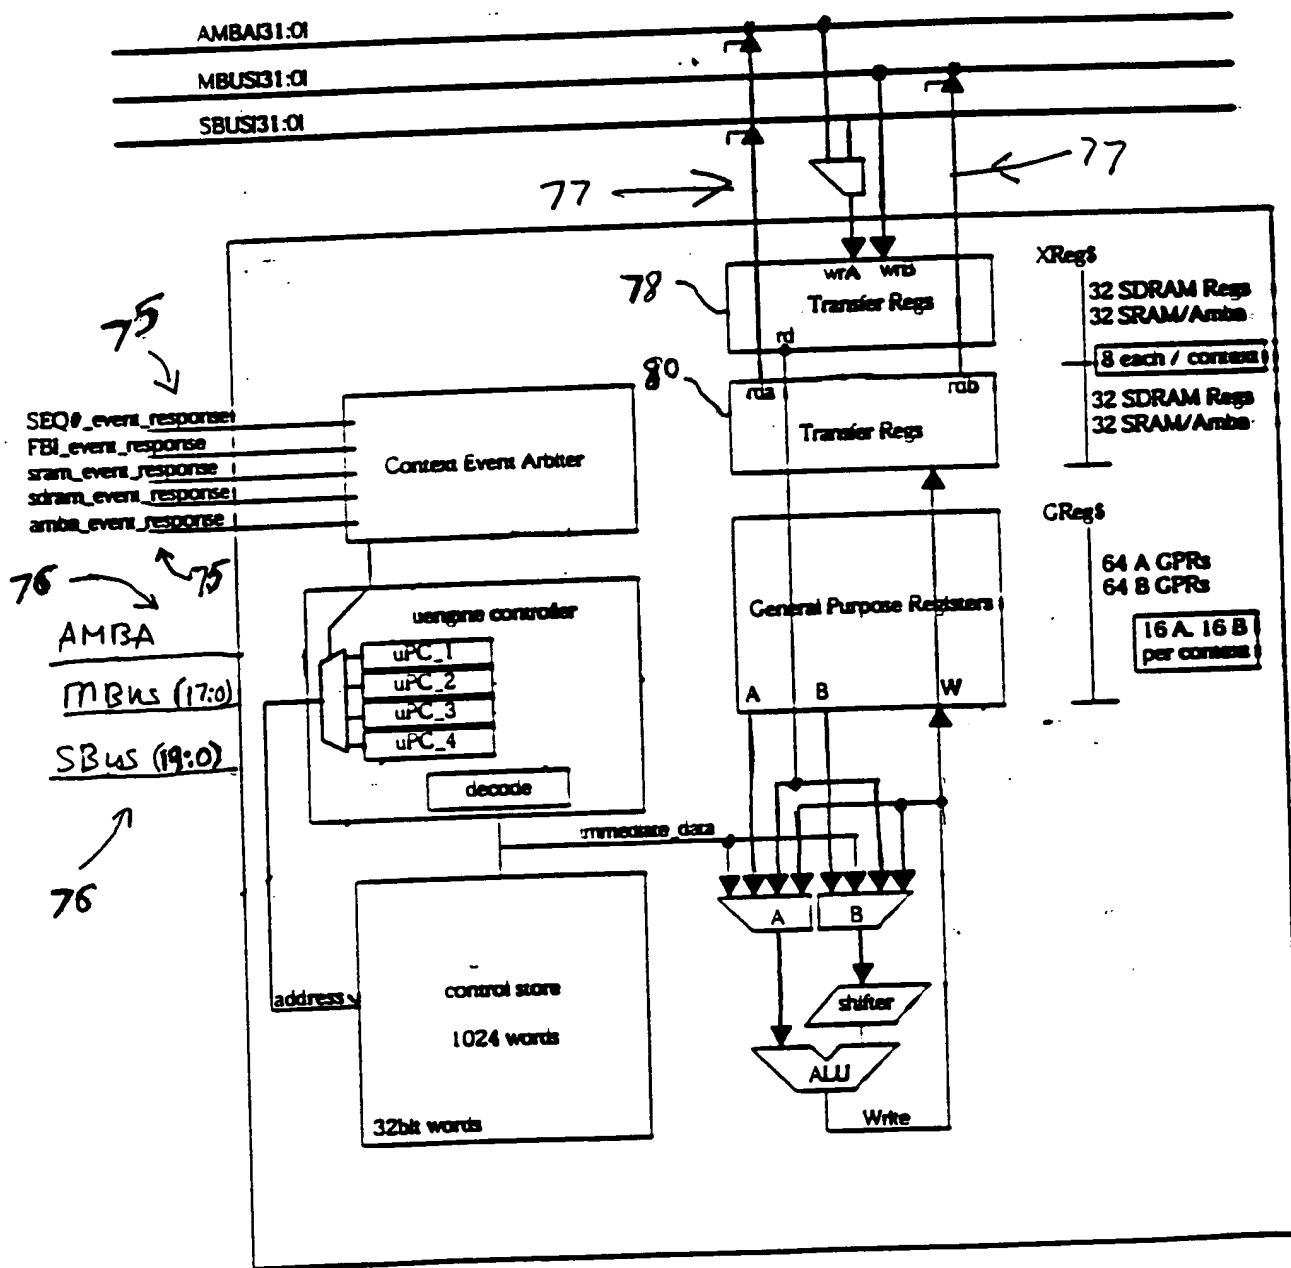 AMBA[31:0]
MBUS[31:0]
SBUS[31:0]
77
77
wrA wrB
Transfer Regs
rd
78
XReg$
32 SDRAM Regs
32 SRAM/Amba
8 each / context
32 SDRAM Regs
32 SRAM/Amba
80
rda
rdb
Transfer Regs
75
SEQ#_event_response
FBI_event_response
sram_event_response
sdram_event_response
amba_event_response
75
Context Event Arbiter
GReg$
64 A GPRs
64 B GPRs
16 A. 16 B
per context
General Purpose Registers
A
B
W
76
AMBA
MBus (17:0)
SBus (19:0)
76
uengine controller
uPC_1
uPC_2
uPC_3
uPC_4
decode
immediate_data
A
B
shifter
ALU
Write
address
control store
1024 words
32bit words